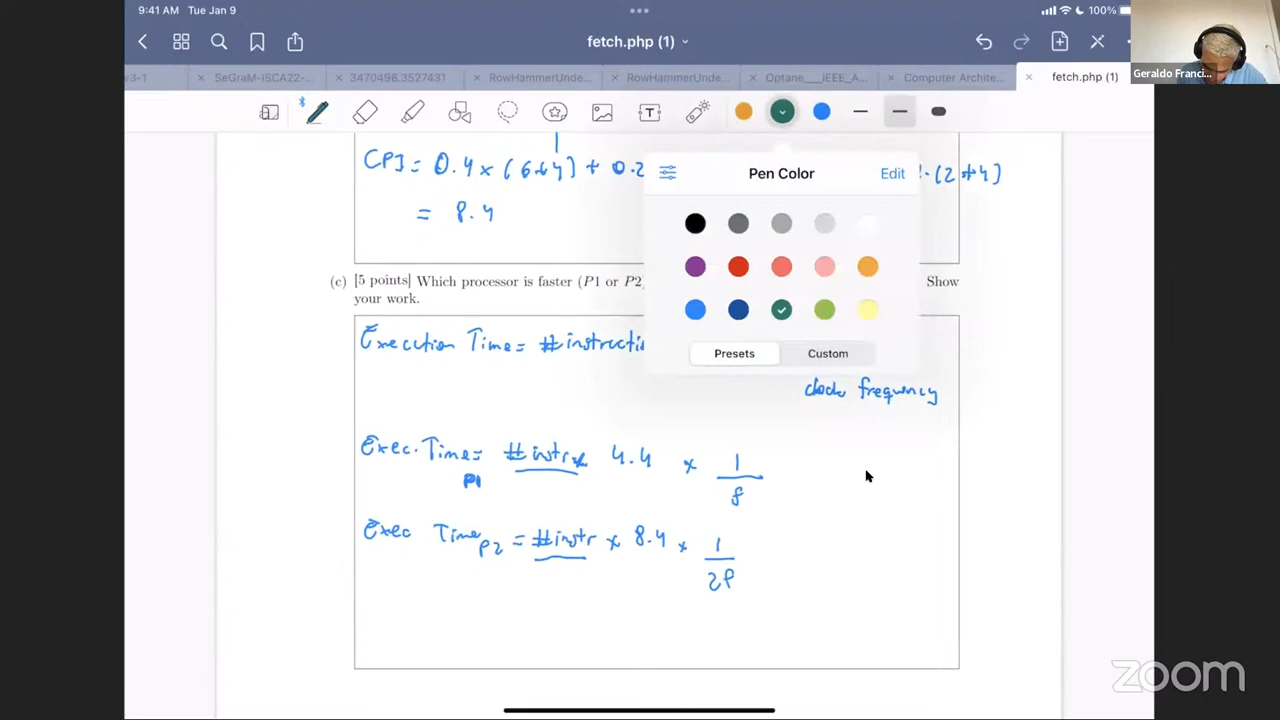 9:41 AM Tue Jan 9
100%
fetch.php (1)
v3-1
SeGraM-ISCA22-...
3470496.3527431
RowHammerUnde...
RowHammerUnde...
Optane___IEEE_A...
Computer Archite...
fetch.php (1)
Geraldo Franci...
T
Pen Color
Edit
Presets
Custom
CPI = 0.4 × (6+4) + 0.2
· (2+4)
= 8.4
(c) [5 points] Which processor is faster (P1 or P2)
Show
your work.
Execution Time = #instructi
clock frequency
Exec. Time P1 = #instr × 4.4 × 1/f
Exec Time P2 = #instr × 8.4 × 1/2f
zoom